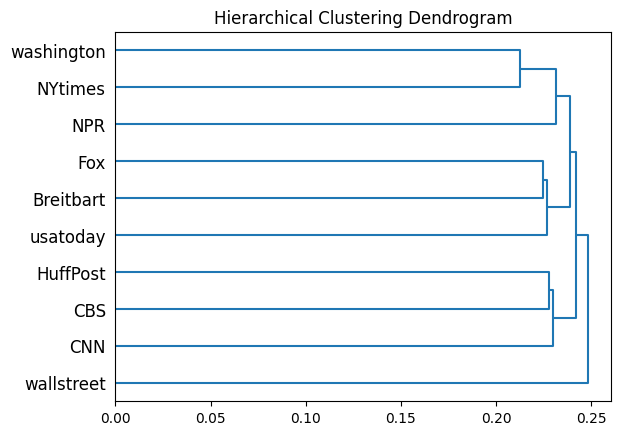 Hierarchical Clustering Dendrogram
washington
NYtimes
NPR
Fox
Breitbart
usatoday
HuffPost
CBS
CNN
wallstreet
0.00 0.05 0.10 0.15 0.20 0.25